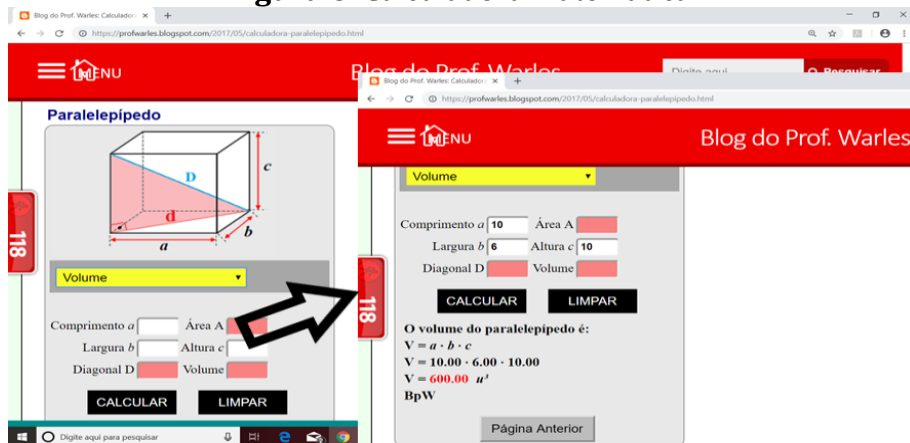 Blog do Prof. Warles: Calculadora
https://profwarles.blogspot.com/2017/05/calculadora-paralelepipedo.html
MENU
Blog do Prof. Warles
Digite aqui
Pesquisar
Paralelepípedo
D
c
d
b
a
118
Volume
Comprimento a Área A
Largura b Altura c
Diagonal D Volume
CALCULAR LIMPAR
Digite aqui para pesquisar
Blog do Prof. Warles: Calculadora
https://profwarles.blogspot.com/2017/05/calculadora-paralelepipedo.html
MENU
Blog do Prof. Warles
Volume
Comprimento a 10 Área A
Largura b 6 Altura c 10
Diagonal D Volume
118
CALCULAR LIMPAR
O volume do paralelepípedo é:
V = a · b · c
V = 10.00 · 6.00 · 10.00
V = 600.00 u³
BpW
Página Anterior